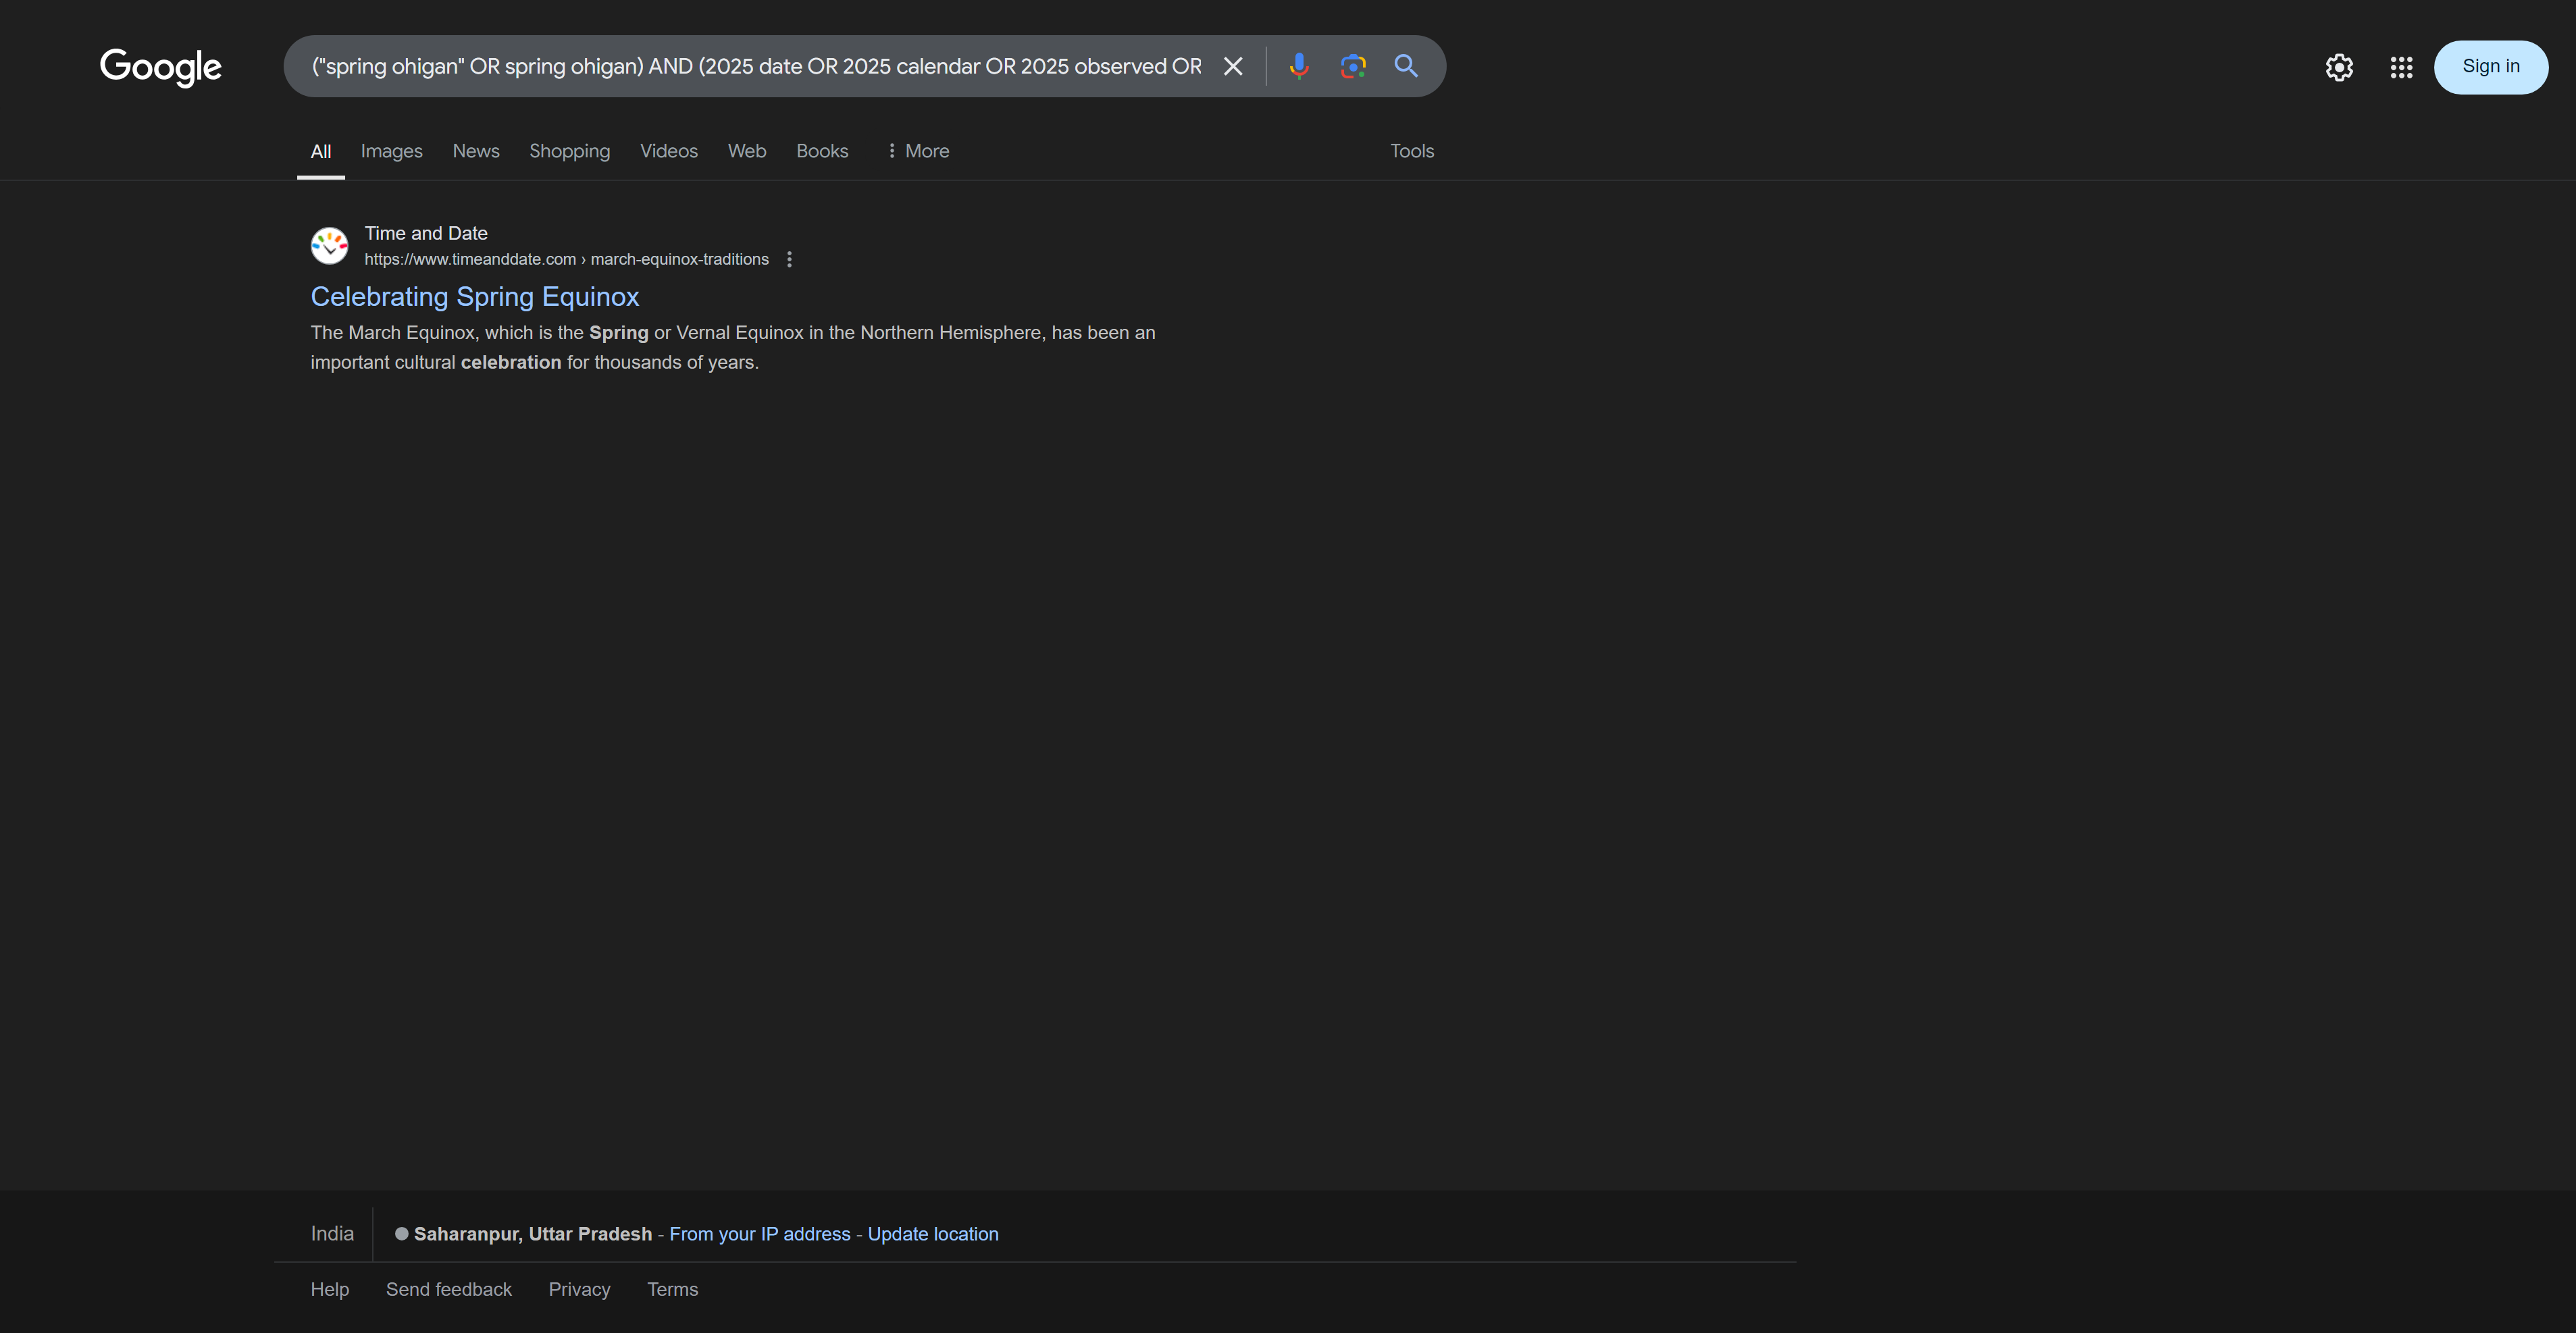 Google
("spring ohigan" OR spring ohigan) AND (2025 date OR 2025 calendar OR 2025 observed OR
Sign in
All Images News Shopping Videos Web Books More Tools
Time and Date
https://www.timeanddate.com › march-equinox-traditions
Celebrating Spring Equinox
The March Equinox, which is the Spring or Vernal Equinox in the Northern Hemisphere, has been an
important cultural celebration for thousands of years.
India Saharanpur, Uttar Pradesh - From your IP address - Update location
Help Send feedback Privacy Terms